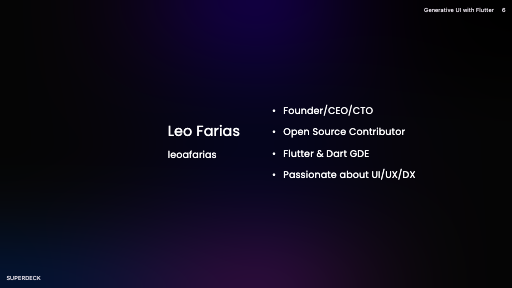 Generative UI with Flutter 6
Leo Farias
leoafarias
• Founder/CEO/CTO
• Open Source Contributor
• Flutter & Dart GDE
• Passionate about UI/UX/DX
SUPERDECK